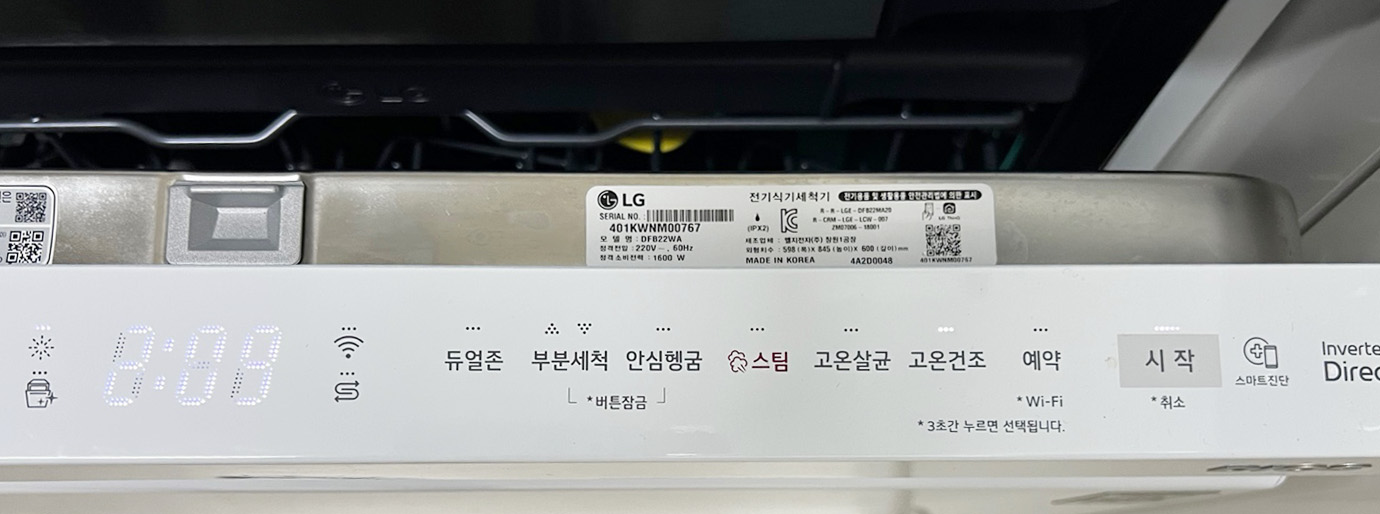 LG
LG
SERIAL NO. :
401KWNM00767
모 델 명 : DFB22WA
정격전압 : 220V ~ , 60Hz
정격소비전력 : 1600 W
전기식기세척기
전기용품 및 생활용품 안전관리법에 의한 표시
(IPX2)
R - R - LGE - DFB22MA20
R - CRM - LGE - LCW - 007
ZM07006 - 18001
LG ThinQ
제조업체 : 엘지전자(주) 창원1공장
외형치수 : 598 (폭)X 845 (높이)X 600 (깊이) mm
MADE IN KOREA
4A2D0048
401KWNM00767
듀얼존
부분세척
안심헹굼
스팀
고온살균
고온건조
예약
시작
스마트진단
Inverte
Direc
*버튼잠금
* Wi-Fi
*취소
* 3초간 누르면 선택됩니다.